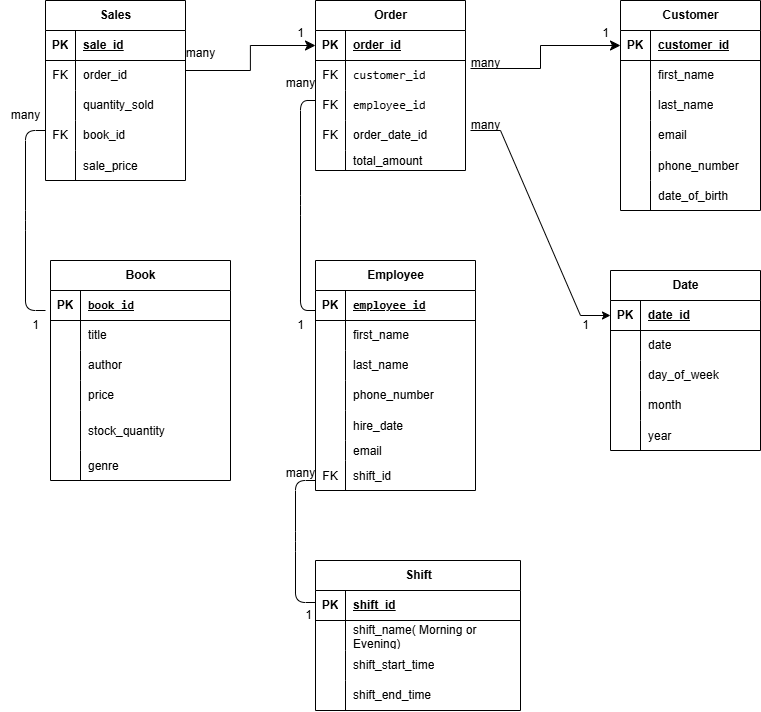 Sales
PK sale_id
FK order_id
quantity_sold
FK book_id
sale_price
many
1
many
1
Order
PK order_id
FK customer_id
FK employee_id
FK order_date_id
total_amount
many
1
many
1
many
1
Customer
PK customer_id
first_name
last_name
email
phone_number
date_of_birth
Book
PK book_id
title
author
price
stock_quantity
genre
Employee
PK employee_id
first_name
last_name
phone_number
hire_date
email
FK shift_id
many
1
Date
PK date_id
date
day_of_week
month
year
Shift
PK shift_id
shift_name( Morning or
Evening)
shift_start_time
shift_end_time